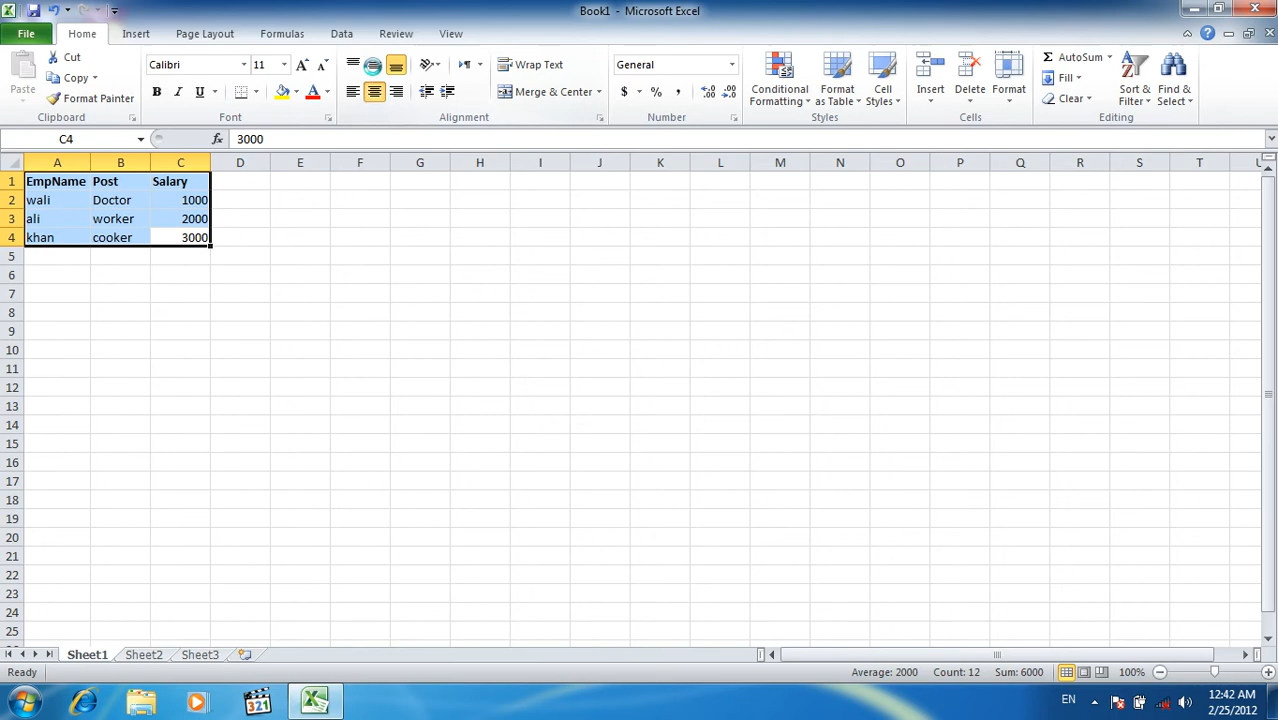 Book1 - Microsoft Excel
File Home Insert Page Layout Formulas Data Review View
Cut
Copy
Format Painter
Paste
Clipboard
Calibri 11
B I U
Font
Wrap Text
Merge & Center
Alignment
General
$ % ,
Number
Conditional Formatting
Format as Table
Cell Styles
Styles
Insert Delete Format
Cells
AutoSum
Fill
Clear
Sort & Filter
Find & Select
Editing
C4 fx 3000
A B C D E F G H I J K L M N O P Q R S T U
1 EmpName Post Salary
2 wali Doctor 1000
3 ali worker 2000
4 khan cooker 3000
5
6
7
8
9
10
11
12
13
14
15
16
17
18
19
20
21
22
23
24
25
Sheet1 Sheet2 Sheet3
Ready Average: 2000 Count: 12 Sum: 6000 100%
321
EN
12:42 AM
2/25/2012